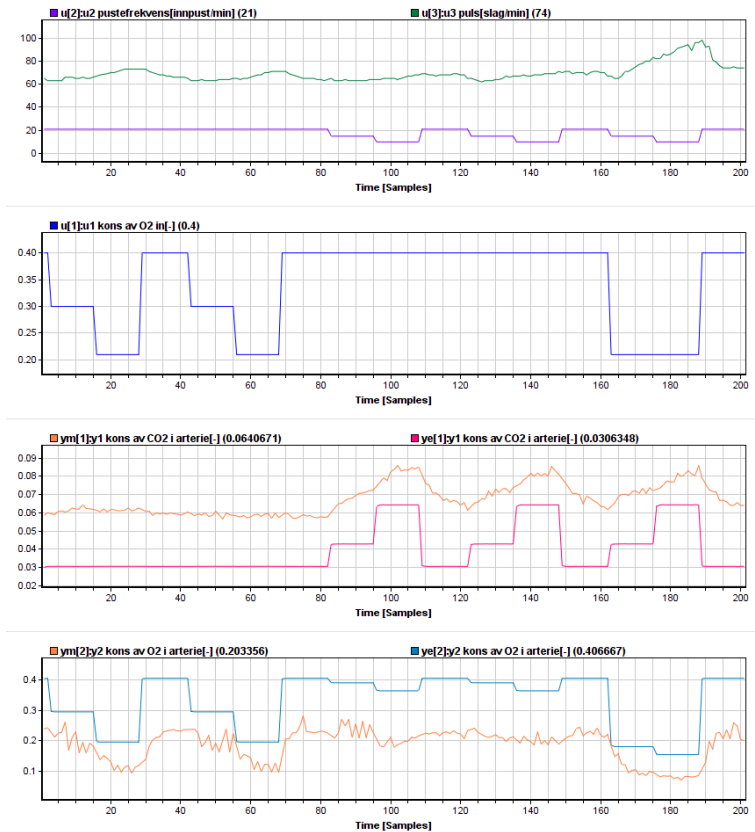 u[2]:u2 pustefrekvens[innpust/min] (21) u[3]:u3 puls[slag/min] (74)
100
80
60
40
20
0
20 40 60 80 100 120 140 160 180 200
Time [Samples]
u[1]:u1 kons av O2 in[-] (0.4)
0.40
0.35
0.30
0.25
0.20
20 40 60 80 100 120 140 160 180 200
Time [Samples]
ym[1]:y1 kons av CO2 i arterie[-] (0.0640671) ye[1]:y1 kons av CO2 i arterie[-] (0.0306348)
0.09
0.08
0.07
0.06
0.05
0.04
0.03
0.02
20 40 60 80 100 120 140 160 180 200
Time [Samples]
ym[2]:y2 kons av O2 i arterie[-] (0.203356) ye[2]:y2 kons av O2 i arterie[-] (0.406667)
0.4
0.3
0.2
0.1
20 40 60 80 100 120 140 160 180 200
Time [Samples]